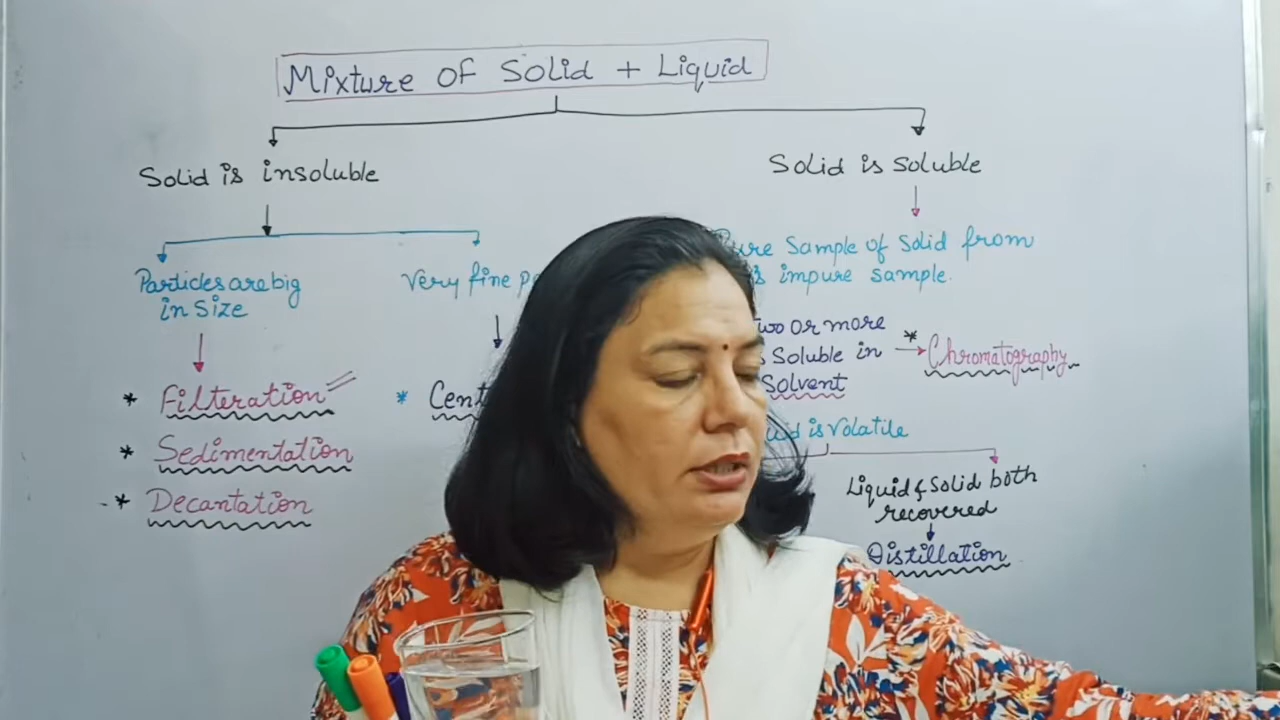 Mixture OF Solid + Liquid
Solid is insoluble
Solid is Soluble
Particles are big
in Size
Very fine
Sample of Solid from
impure sample.
* Filteration
* Sedimentation
* Decantation
*
or more
Soluble in
Solvent
* Chromatography
is Volatile
Liquid & Solid both
recovered
Distillation